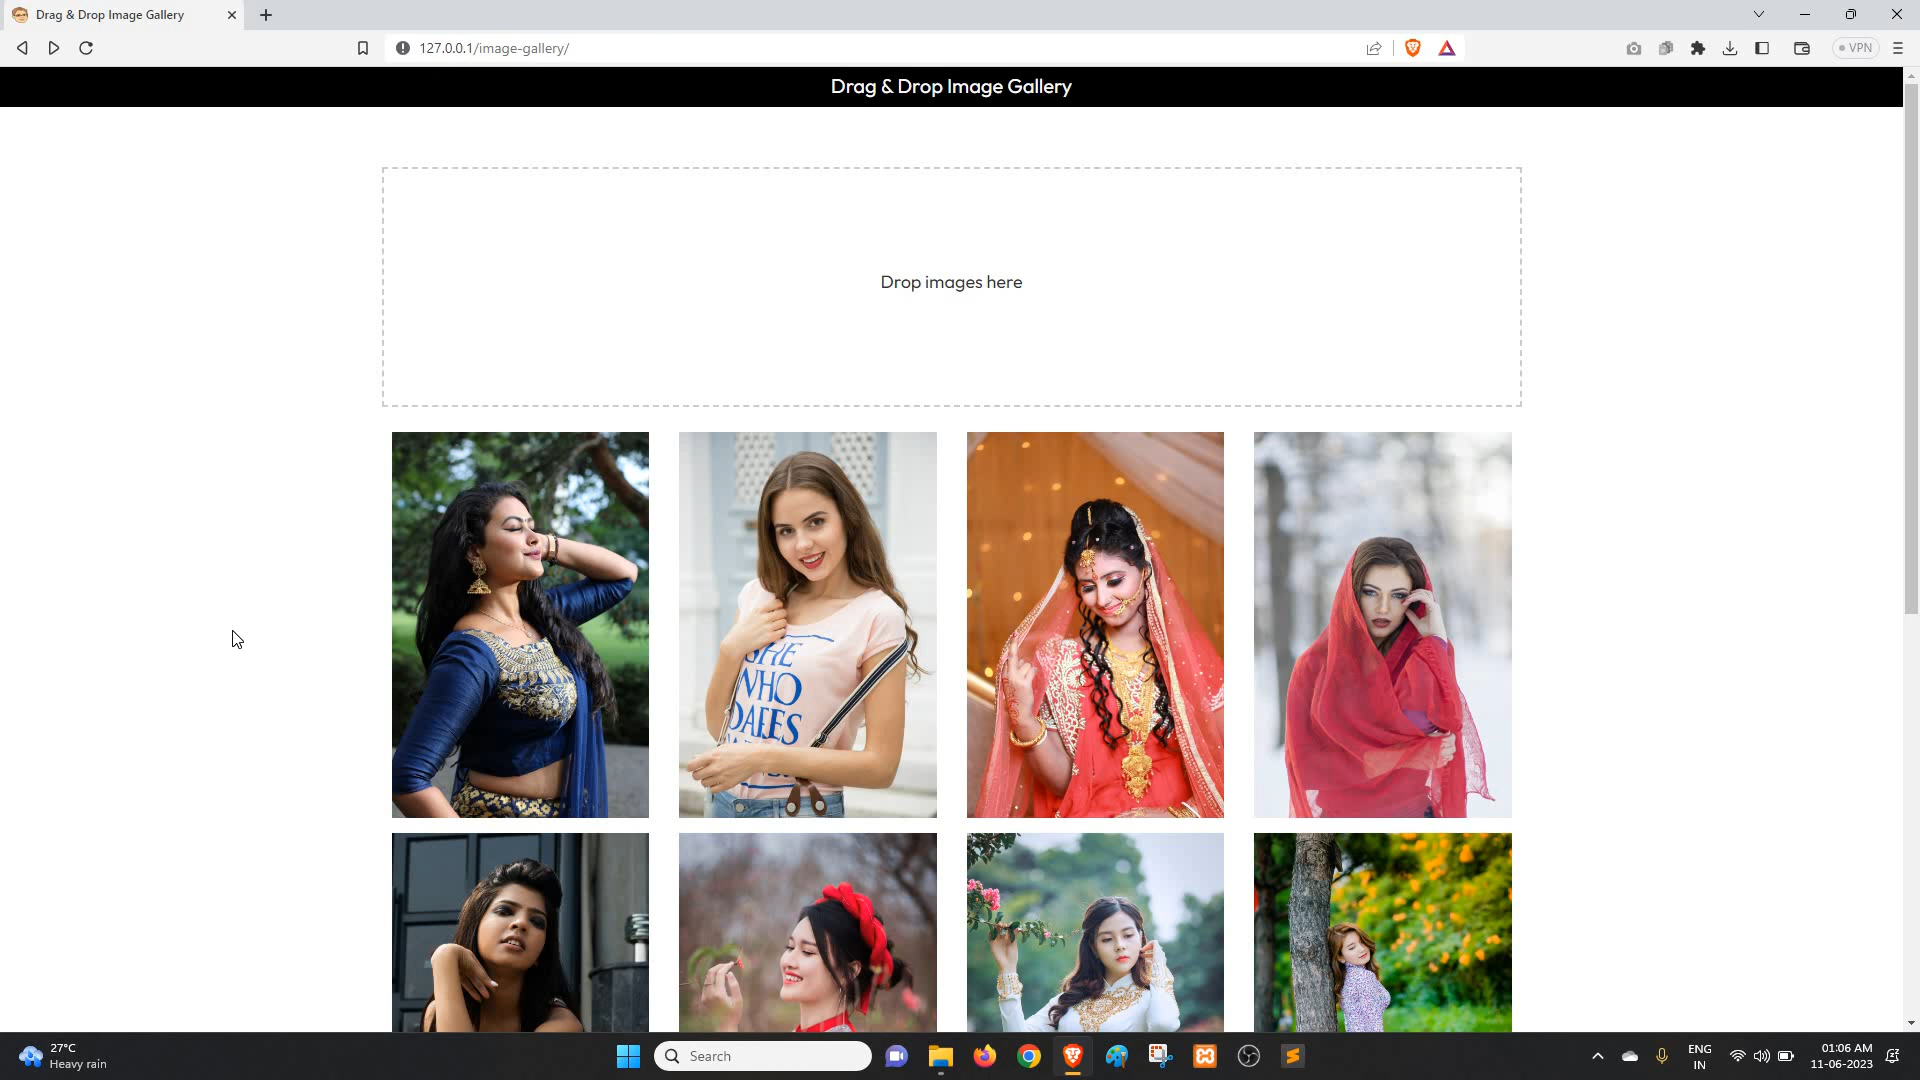 Drag & Drop Image Gallery
127.0.0.1/image-gallery/
VPN
Drag & Drop Image Gallery
Drop images here
SHE
WHO
DARES
27°C
Heavy rain
Search
ENG
IN
01:06 AM
11-06-2023